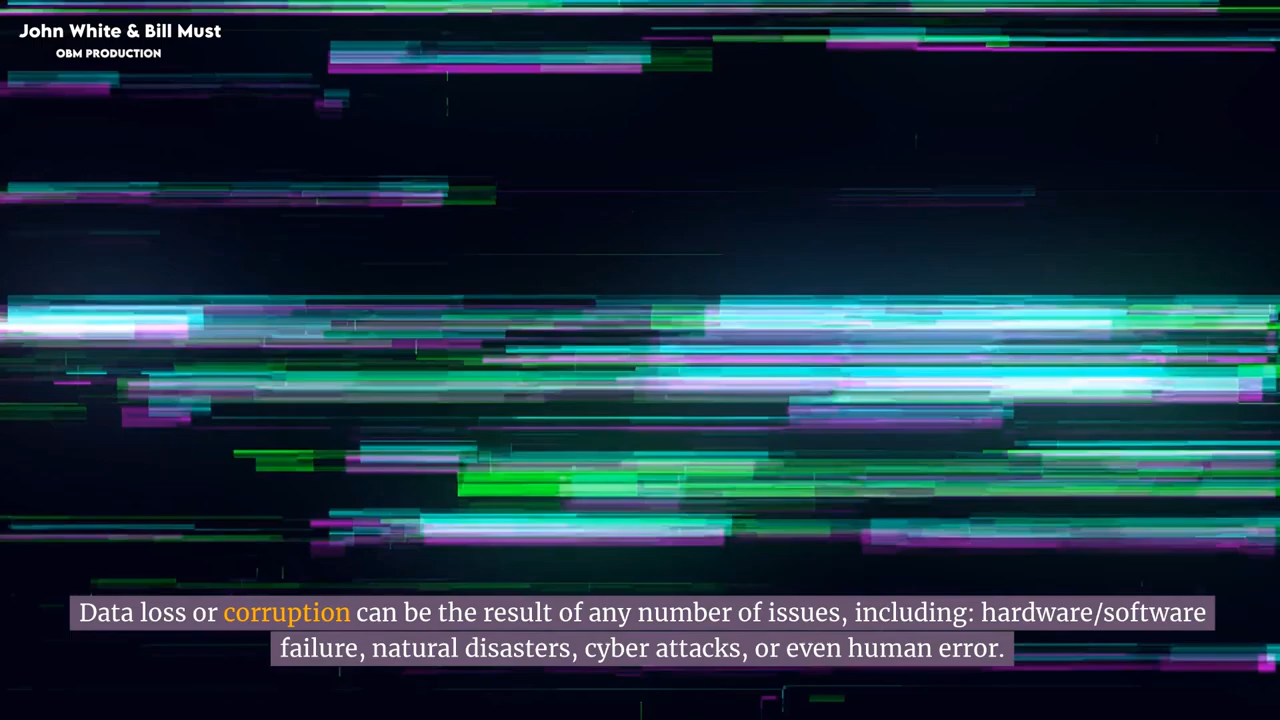 John White & Bill Must
OBM PRODUCTION
Data loss or corruption can be the result of any number of issues, including: hardware/software
failure, natural disasters, cyber attacks, or even human error.